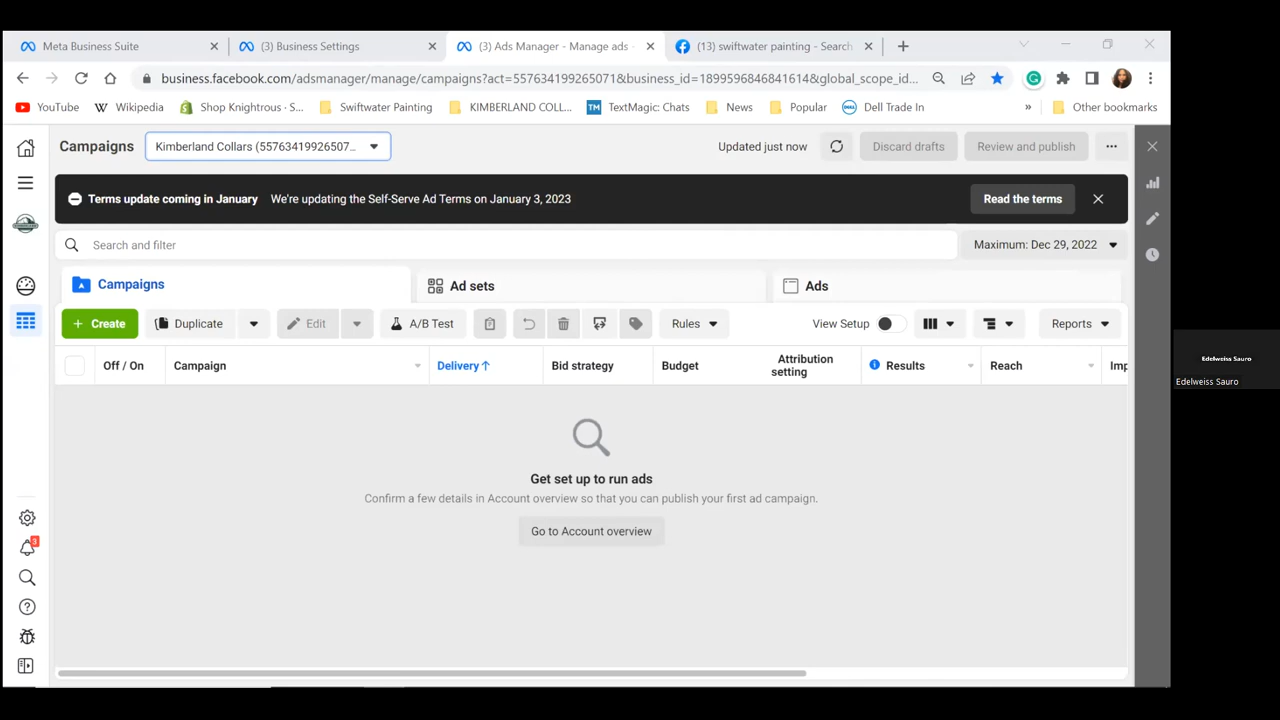 Meta Business Suite
(3) Business Settings
(3) Ads Manager - Manage ads
(13) swiftwater painting - Search
business.facebook.com/adsmanager/manage/campaigns?act=557634199265071&business_id=1899596846841614&global_scope_id...
YouTube
Wikipedia
Shop Knightrous · S...
Swiftwater Painting
KIMBERLAND COLL...
TextMagic: Chats
News
Popular
Dell Trade In
»
Other bookmarks
Campaigns
Kimberland Collars (55763419926507...
Updated just now
Discard drafts
Review and publish
Terms update coming in January We're updating the Self-Serve Ad Terms on January 3, 2023
Read the terms
Search and filter
Maximum: Dec 29, 2022
Campaigns
Ad sets
Ads
+ Create
Duplicate
Edit
A/B Test
Rules
View Setup
Reports
Off / On
Campaign
Delivery ↑
Bid strategy
Budget
Attribution
setting
Results
Reach
Imp
Get set up to run ads
Confirm a few details in Account overview so that you can publish your first ad campaign.
Go to Account overview
3
Edelweiss Sauro
Edelweiss Sauro